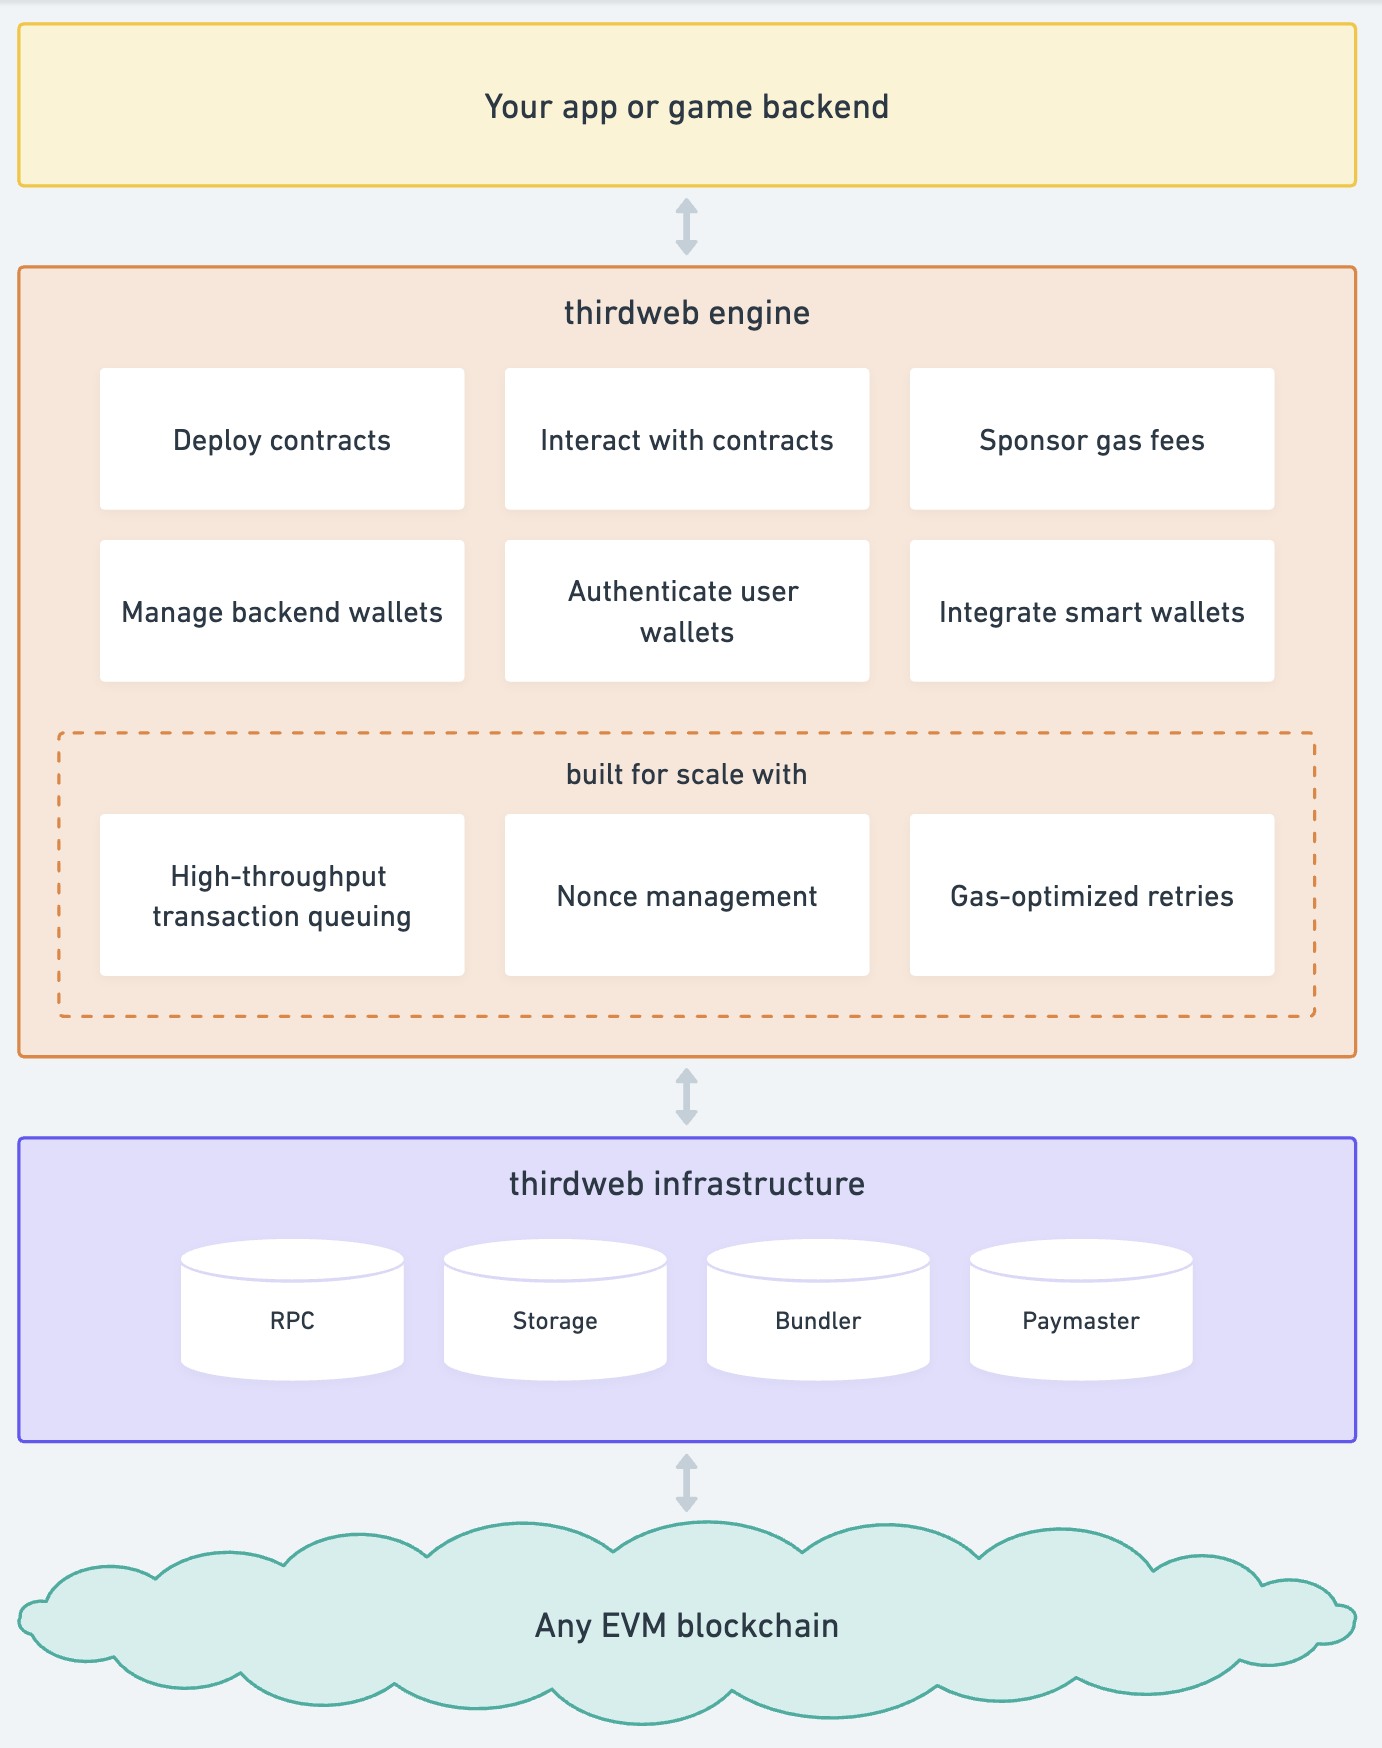 Your app or game backend
thirdweb engine
Deploy contracts
Interact with contracts
Sponsor gas fees
Manage backend wallets
Authenticate user
wallets
Integrate smart wallets
built for scale with
High-throughput
transaction queuing
Nonce management
Gas-optimized retries
thirdweb infrastructure
RPC
Storage
Bundler
Paymaster
Any EVM blockchain